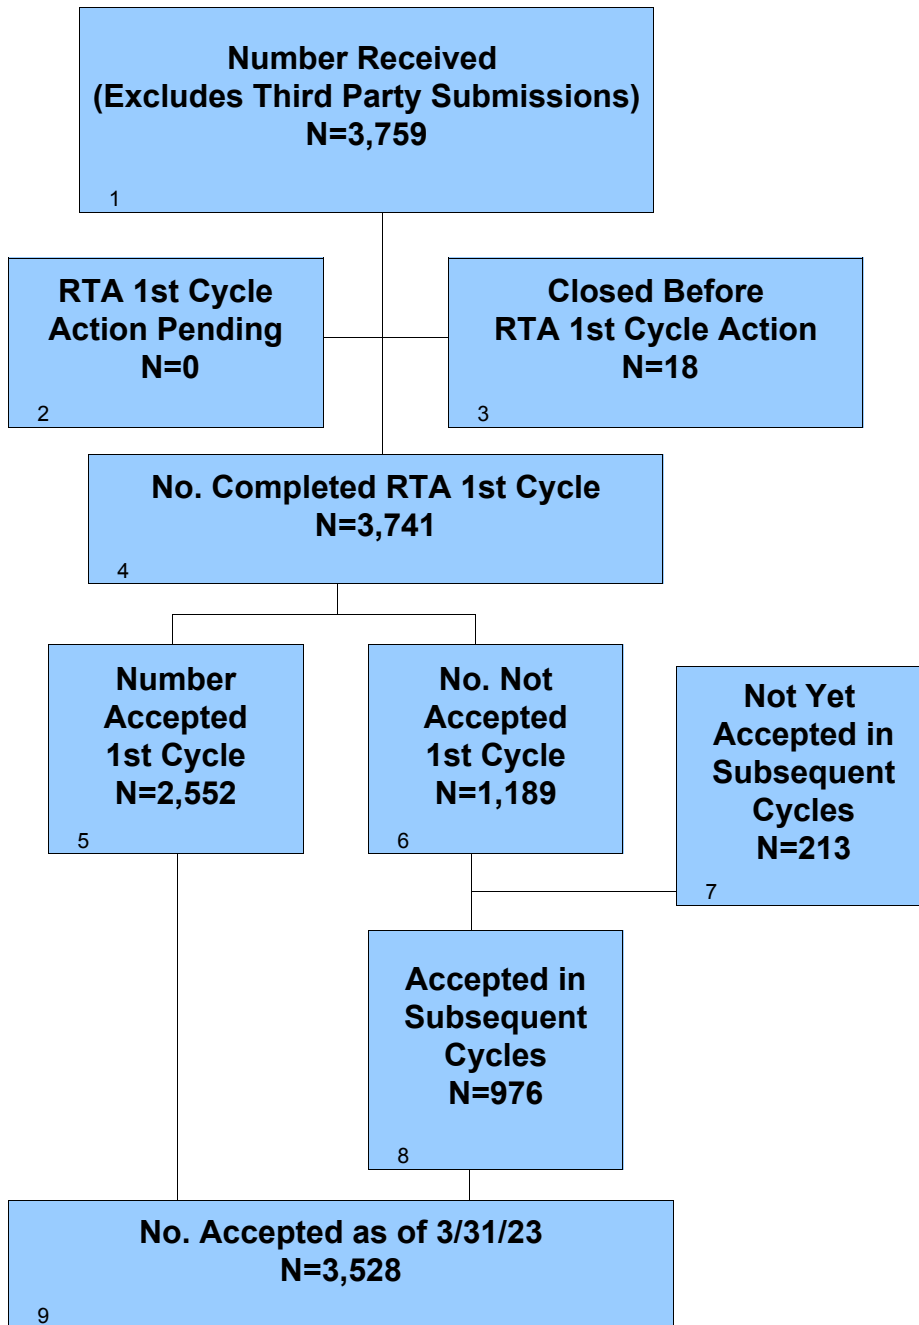 Number Received
(Excludes Third Party Submissions)
N=3,759
1
RTA 1st Cycle
Action Pending
N=0
2
Closed Before
RTA 1st Cycle Action
N=18
3
No. Completed RTA 1st Cycle
N=3,741
4
Number
Accepted
1st Cycle
N=2,552
5
No. Not
Accepted
1st Cycle
N=1,189
6
Not Yet
Accepted in
Subsequent
Cycles
N=213
7
Accepted in
Subsequent
Cycles
N=976
8
No. Accepted as of 3/31/23
N=3,528
9